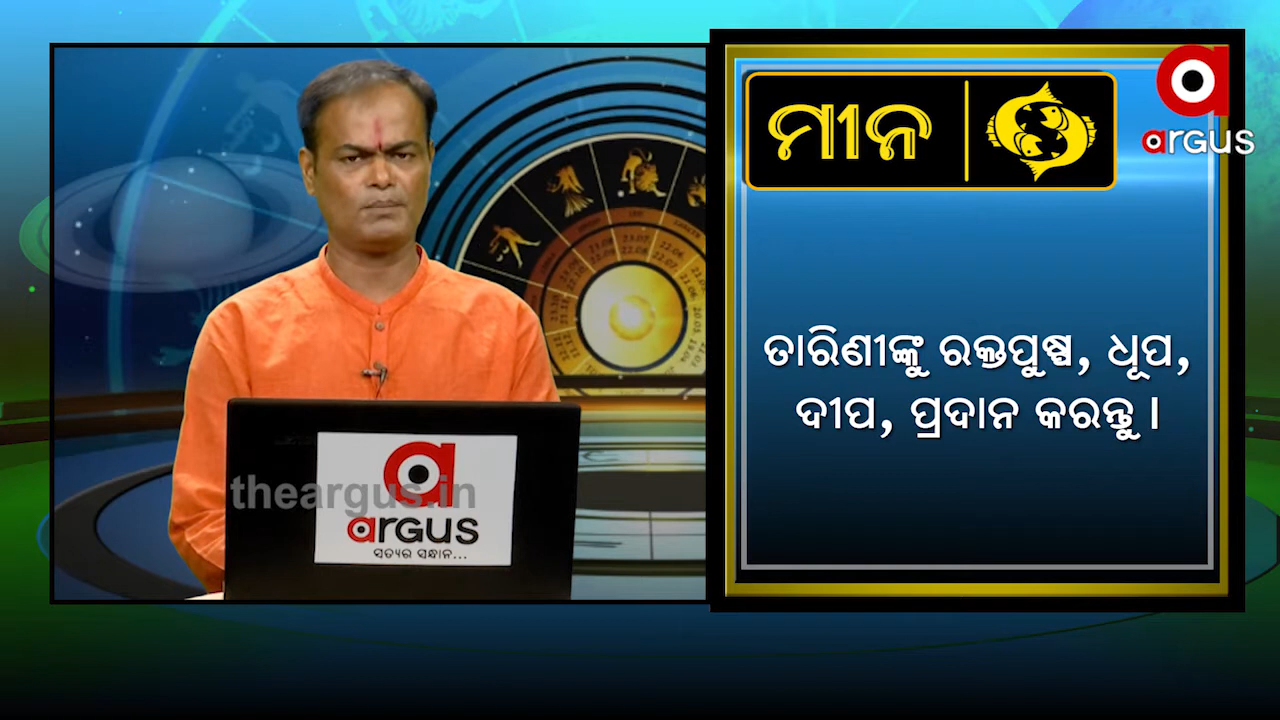 ମୀନ
argus
ତାରିଣୀଙ୍କୁ ରକ୍ତପୁଷ୍ପ, ଧୂପ,
ଦୀପ, ପ୍ରଦାନ କରନ୍ତୁ ।
theargus.in
argus
ସତ୍ୟର ସନ୍ଧାନ...